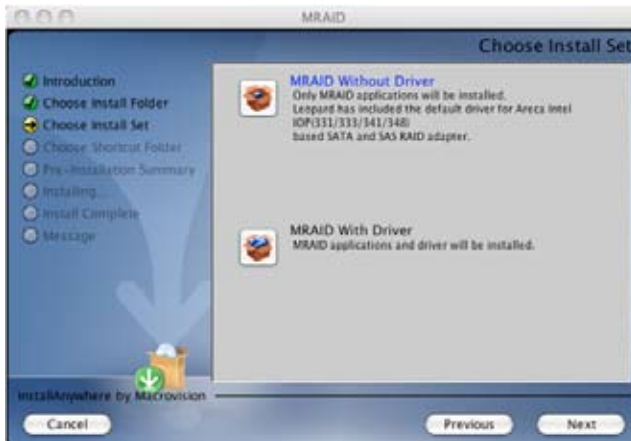 MRAID
Choose Install Set
Introduction
Choose Install Folder
Choose Install Set
Choose Shortcut Folder
Pre-Installation Summary
Installing...
Install Complete
Message
MRAID Without Driver
Only MRAID applications will be installed.
Leopard has included the default driver for Areca Intel
IOP(331/333/341/348)
based SATA and SAS RAID adapter.
MRAID With Driver
MRAID applications and driver will be installed.
InstallAnywhere by Macrovision
Cancel
Previous
Next